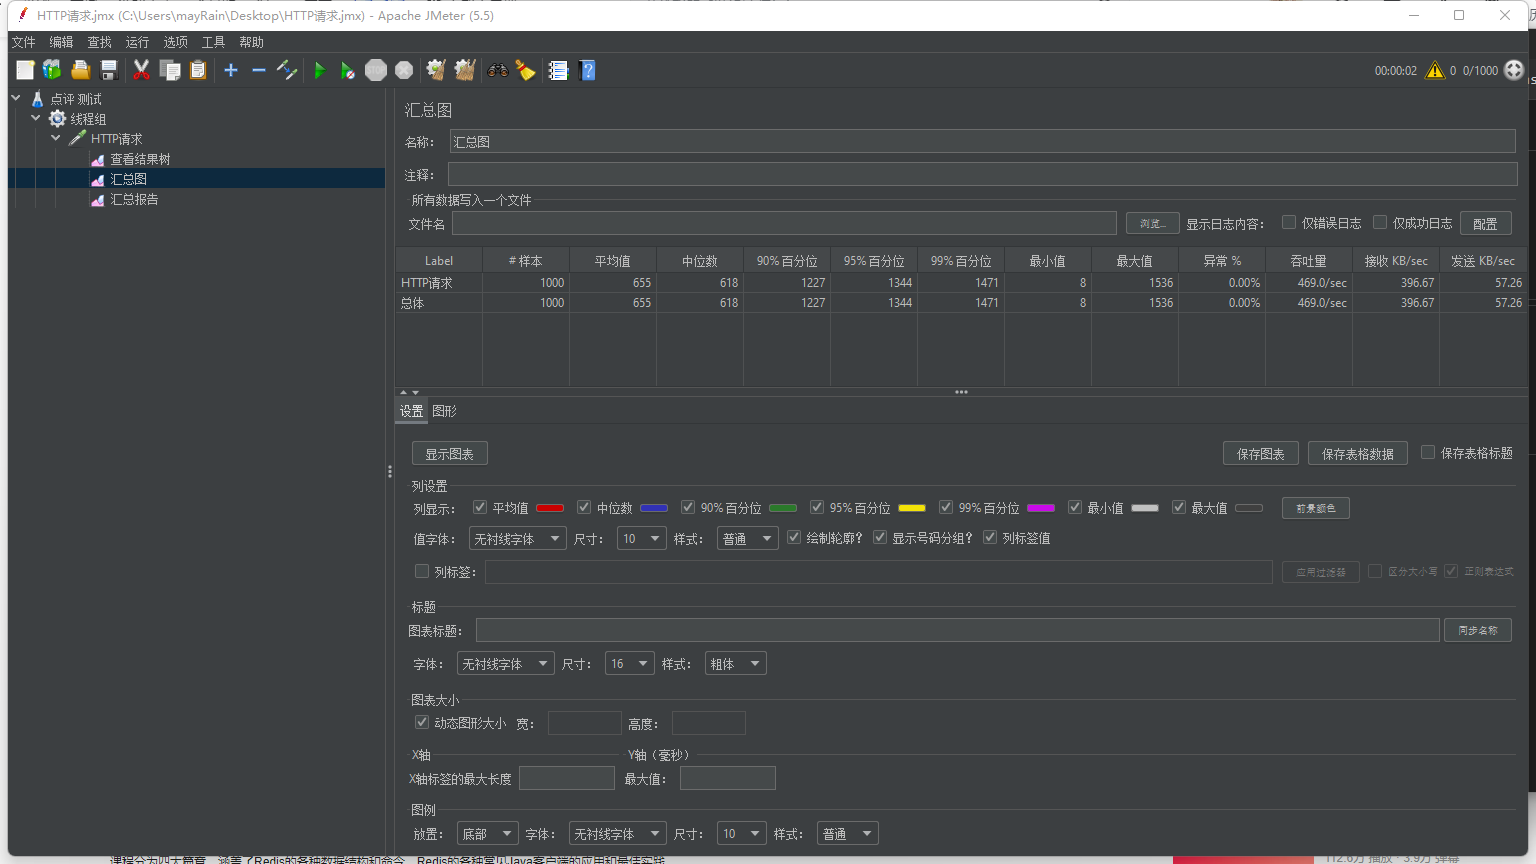 HTTP请求.jmx (C:\Users\mayRain\Desktop\HTTP请求.jmx) - Apache JMeter (5.5)
文件 编辑 查找 运行 选项 工具 帮助
STOP 00:00:02 0 0/1000
点评 测试
线程组
HTTP请求
查看结果树
汇总图
汇总报告
汇总图
名称： 汇总图
注释：
所有数据写入一个文件
文件名 浏览... 显示日志内容： 仅错误日志 仅成功日志 配置
Label # 样本 平均值 中位数 90% 百分位 95% 百分位 99% 百分位 最小值 最大值 异常 % 吞吐量 接收 KB/sec 发送 KB/sec
HTTP请求 1000 655 618 1227 1344 1471 8 1536 0.00% 469.0/sec 396.67 57.26
总体 1000 655 618 1227 1344 1471 8 1536 0.00% 469.0/sec 396.67 57.26
设置 图形
显示图表 保存图表 保存表格数据 保存表格标题
列设置
列显示： 平均值 中位数 90% 百分位 95% 百分位 99% 百分位 最小值 最大值 前景颜色
值字体： 无衬线字体 尺寸： 10 样式： 普通 绘制轮廓? 显示号码分组? 列标签值
列标签： 应用过滤器 区分大小写 正则表达式
标题
图表标题： 同步名称
字体： 无衬线字体 尺寸： 16 样式： 粗体
图表大小
动态图形大小 宽： 高度：
X轴 Y轴（毫秒）
X轴标签的最大长度 最大值：
图例
放置： 底部 字体： 无衬线字体 尺寸： 10 样式： 普通
课程分为四大篇章，涵盖了Redis的各种数据结构和命令、Redis的各种常见Java客户端的应用和最佳实践
112.6万 播放 · 3.9万 弹幕